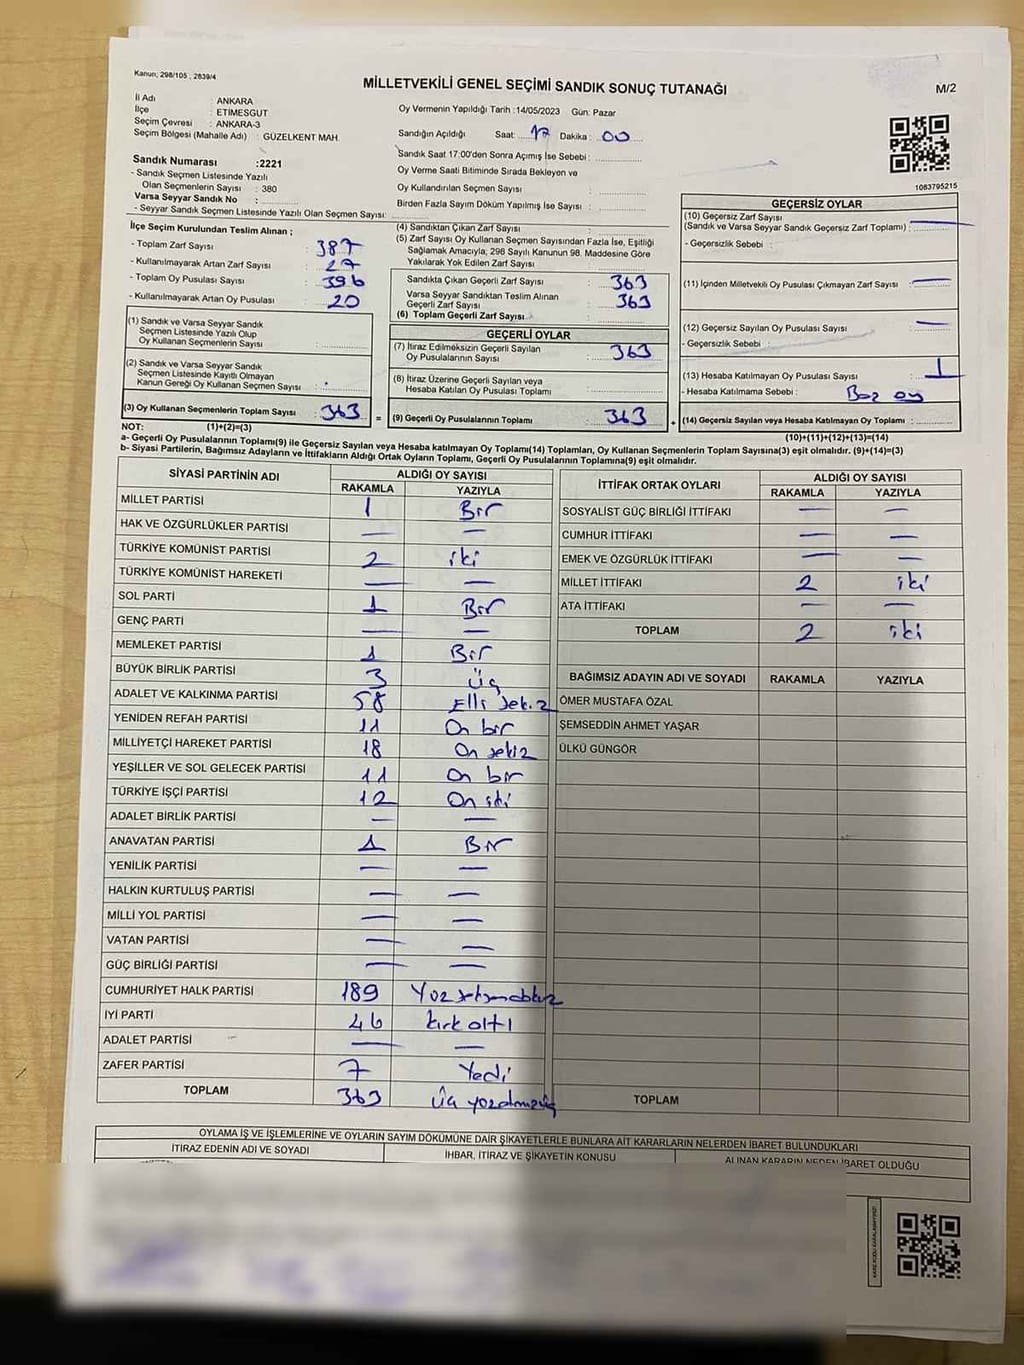 Kanun; 298/105 , 2839/4
MİLLETVEKİLİ GENEL SEÇİMİ SANDIK SONUÇ TUTANAĞI
M/2
İl Adı : ANKARA
İlçe : ETİMESGUT
Seçim Çevresi : ANKARA-3
Seçim Bölgesi (Mahalle Adı) : GÜZELKENT MAH.
Oy Vermenin Yapıldığı Tarih :14/05/2023 Gün: Pazar
Sandığın Açıldığı Saat: 17 Dakika : 00
Sandık Saat 17:00'den Sonra Açılmış İse Sebebi :
Oy Verme Saati Bitiminde Sırada Bekleyen ve
Oy Kullandırılan Seçmen Sayısı :
Birden Fazla Sayım Döküm Yapılmış İse Sayısı :
1083795215
Sandık Numarası :2221
- Sandık Seçmen Listesinde Yazılı
Olan Seçmenlerin Sayısı : 380
Varsa Seyyar Sandık No :
- Seyyar Sandık Seçmen Listesinde Yazılı Olan Seçmen Sayısı:
İlçe Seçim Kurulundan Teslim Alınan ;
- Toplam Zarf Sayısı : 387
- Kullanılmayarak Artan Zarf Sayısı : 27
- Toplam Oy Pusulası Sayısı : 396
- Kullanılmayarak Artan Oy Pusulası : 20
(1) Sandık ve Varsa Seyyar Sandık
Seçmen Listesinde Yazılı Olup
Oy Kullanan Seçmenlerin Sayısı :
(2) Sandık ve Varsa Seyyar Sandık
Seçmen Listesinde Kayıtlı Olmayan
Kanun Gereği Oy Kullanan Seçmen Sayısı :
(3) Oy Kullanan Seçmenlerin Toplam Sayısı : 363 =
(4) Sandıktan Çıkan Zarf Sayısı :
(5) Zarf Sayısı Oy Kullanan Seçmen Sayısından Fazla İse, Eşitliği
Sağlamak Amacıyla; 298 Sayılı Kanunun 98. Maddesine Göre
Yakılarak Yok Edilen Zarf Sayısı :
Sandıkta Çıkan Geçerli Zarf Sayısı : 363
Varsa Seyyar Sandıktan Teslim Alınan
Geçerli Zarf Sayısı : 363
(6) Toplam Geçerli Zarf Sayısı :
GEÇERLİ OYLAR
(7) İtiraz Edilmeksizin Geçerli Sayılan
Oy Pusulalarının Sayısı : 363
(8) İtiraz Üzerine Geçerli Sayılan veya
Hesaba Katılan Oy Pusulası Toplamı :
(9) Geçerli Oy Pusulalarının Toplamı : 363 +
GEÇERSİZ OYLAR
(10) Geçersiz Zarf Sayısı
(Sandık ve Varsa Seyyar Sandık Geçersiz Zarf Toplamı) : —
- Geçersizlik Sebebi :
(11) İçinden Milletvekili Oy Pusulası Çıkmayan Zarf Sayısı : —
(12) Geçersiz Sayılan Oy Pusulası Sayısı : —
- Geçersizlik Sebebi :
(13) Hesaba Katılmayan Oy Pusulası Sayısı : 1
- Hesaba Katılmama Sebebi : oy
(14) Geçersiz Sayılan veya Hesaba Katılmayan Oy Toplamı :
NOT: (1)+(2)=(3)
(10)+(11)+(12)+(13)=(14)
a- Geçerli Oy Pusulalarının Toplamı(9) ile Geçersiz Sayılan veya Hesaba katılmayan Oy Toplamı(14) Toplamları, Oy Kullanan Seçmenlerin Toplam Sayısına(3) eşit olmalıdır. (9)+(14)=(3)
b- Siyasi Partilerin, Bağımsız Adayların ve İttifakların Aldığı Ortak Oyların Toplamı, Geçerli Oy Pusulalarının Toplamına(9) eşit olmalıdır.
SİYASİ PARTİNİN ADI ALDIĞI OY SAYISI
RAKAMLA YAZIYLA
MİLLET PARTİSİ 1 Bir
HAK VE ÖZGÜRLÜKLER PARTİSİ — —
TÜRKİYE KOMÜNİST PARTİSİ 2 iki
TÜRKİYE KOMÜNİST HAREKETİ — —
SOL PARTİ 1 Bir
GENÇ PARTİ — —
MEMLEKET PARTİSİ 1 Bir
BÜYÜK BİRLİK PARTİSİ 3 Üç
ADALET VE KALKINMA PARTİSİ 58 Elli sekiz
YENİDEN REFAH PARTİSİ 11 On bir
MİLLİYETÇİ HAREKET PARTİSİ 18 On sekiz
YEŞİLLER VE SOL GELECEK PARTİSİ 11 On bir
TÜRKİYE İŞÇİ PARTİSİ 12 On iki
ADALET BİRLİK PARTİSİ — —
ANAVATAN PARTİSİ 1 Bir
YENİLİK PARTİSİ — —
HALKIN KURTULUŞ PARTİSİ — —
MİLLİ YOL PARTİSİ — —
VATAN PARTİSİ — —
GÜÇ BİRLİĞİ PARTİSİ — —
CUMHURİYET HALK PARTİSİ 189
İYİ PARTİ 46 kırk altı
ADALET PARTİSİ — —
ZAFER PARTİSİ 7 Yedi
TOPLAM 363
İTTİFAK ORTAK OYLARI ALDIĞI OY SAYISI
RAKAMLA YAZIYLA
SOSYALİST GÜÇ BİRLİĞİ İTTİFAKI — —
CUMHUR İTTİFAKI — —
EMEK VE ÖZGÜRLÜK İTTİFAKI — —
MİLLET İTTİFAKI 2 iki
ATA İTTİFAKI — —
TOPLAM 2 iki
BAĞIMSIZ ADAYIN ADI VE SOYADI RAKAMLA YAZIYLA
ÖMER MUSTAFA ÖZAL
ŞEMSEDDİN AHMET YAŞAR
ÜLKÜ GÜNGÖR
TOPLAM
OYLAMA İŞ VE İŞLEMLERİNE VE OYLARIN SAYIM DÖKÜMÜNE DAİR ŞİKAYETLERLE BUNLARA AİT KARARLARIN NELERDEN İBARET BULUNDUKLARI
İTİRAZ EDENİN ADI VE SOYADI İHBAR, İTİRAZ VE ŞİKAYETİN KONUSU ALINAN KARARIN NEDEN İBARET OLDUĞU